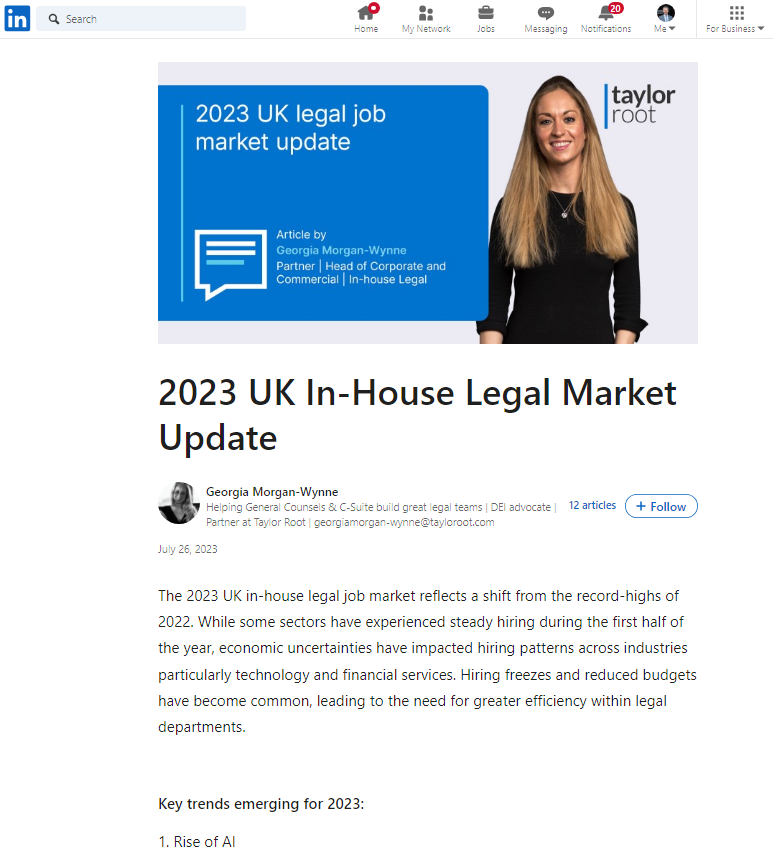 in
Search
Home
My Network
Jobs
Messaging
20
Notifications
Me
For Business
2023 UK legal job
market update
taylor
root
Article by
Georgia Morgan-Wynne
Partner | Head of Corporate and
Commercial | In-house Legal
2023 UK In-House Legal Market
Update
Georgia Morgan-Wynne
Helping General Counsels & C-Suite build great legal teams | DEI advocate |
Partner at Taylor Root | georgiamorgan-wynne@tayloroot.com
12 articles
+ Follow
July 26, 2023
The 2023 UK in-house legal job market reflects a shift from the record-highs of
2022. While some sectors have experienced steady hiring during the first half of
the year, economic uncertainties have impacted hiring patterns across industries
particularly technology and financial services. Hiring freezes and reduced budgets
have become common, leading to the need for greater efficiency within legal
departments.
Key trends emerging for 2023:
1. Rise of AI